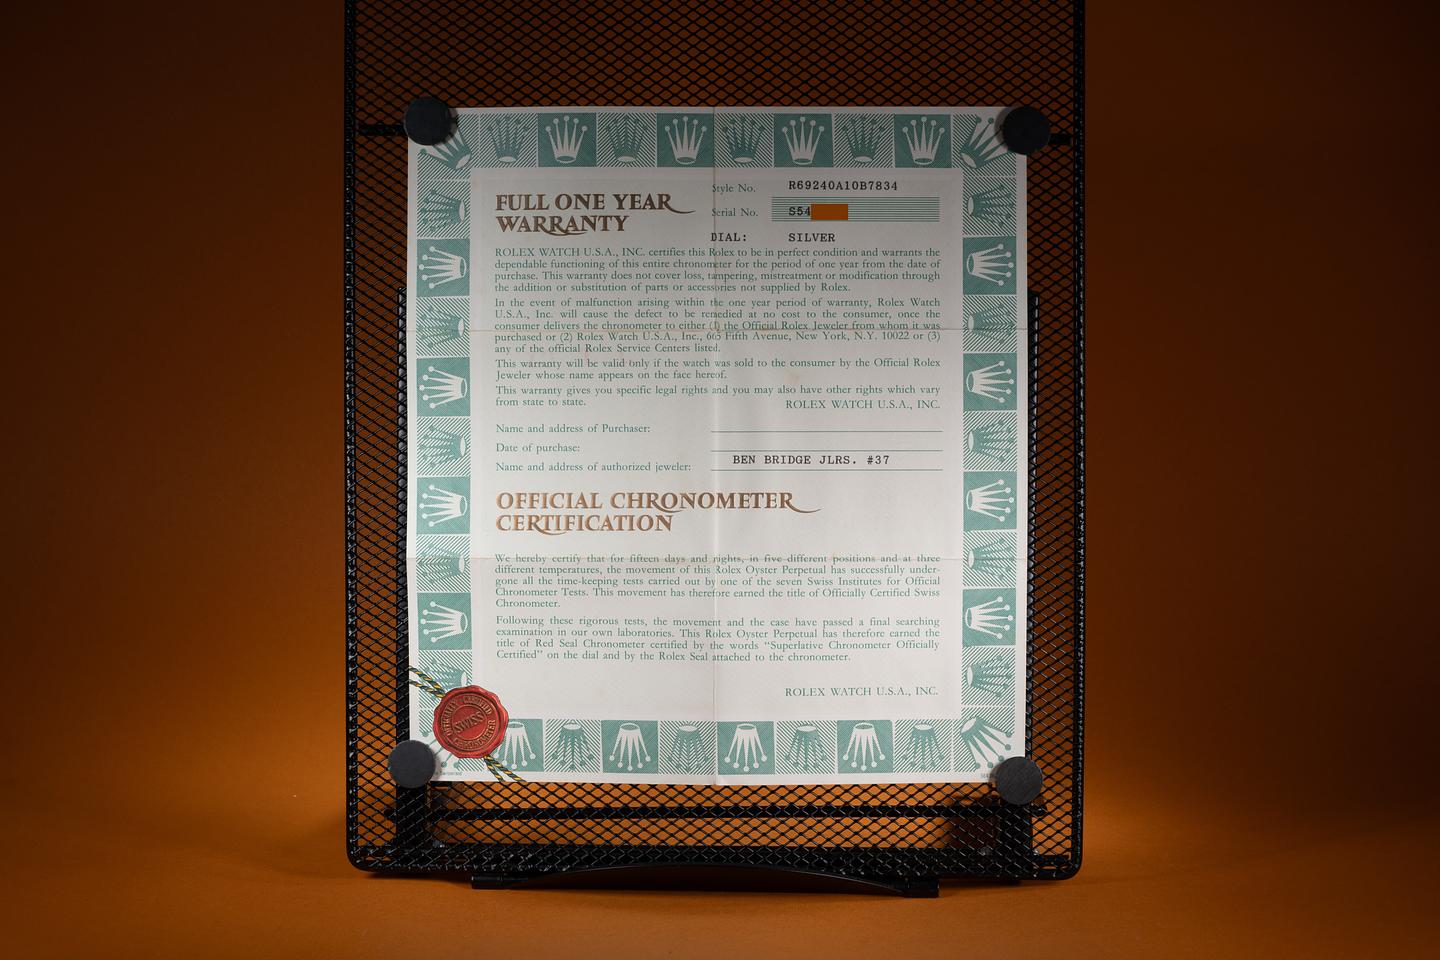 Style No. R69240A10B7834
FULL ONE YEAR
WARRANTY
Serial No. S54
DIAL: SILVER
ROLEX WATCH U.S.A., INC. certifies this Rolex to be in perfect condition and warrants the
dependable functioning of this entire chronometer for the period of one year from the date of
purchase. This warranty does not cover loss, tampering, mistreatment or modification through
the addition or substitution of parts or accessories not supplied by Rolex.
In the event of malfunction arising within the one year period of warranty, Rolex Watch
U.S.A., Inc. will cause the defect to be remedied at no cost to the consumer, once the
consumer delivers the chronometer to either (1) the Official Rolex Jeweler from whom it was
purchased or (2) Rolex Watch U.S.A., Inc., 665 Fifth Avenue, New York, N.Y. 10022 or (3)
any of the official Rolex Service Centers listed.
This warranty will be valid only if the watch was sold to the consumer by the Official Rolex
Jeweler whose name appears on the face hereof.
This warranty gives you specific legal rights and you may also have other rights which vary
from state to state. ROLEX WATCH U.S.A., INC.
Name and address of Purchaser:
Date of purchase:
BEN BRIDGE JLRS. #37
Name and address of authorized jeweler:
OFFICIAL CHRONOMETER
CERTIFICATION
We hereby certify that for fifteen days and rights, in five different positions and at three
different temperatures, the movement of this Rolex Oyster Perpetual has successfully under-
gone all the time-keeping tests carried out by one of the seven Swiss Institutes for Official
Chronometer Tests. This movement has therefore earned the title of Officially Certified Swiss
Chronometer.
Following these rigorous tests, the movement and the case have passed a final searching
examination in our own laboratories. This Rolex Oyster Perpetual has therefore earned the
title of Red Seal Chronometer certified by the words “Superlative Chronometer Officially
Certified” on the dial and by the Rolex Seal attached to the chronometer.
ROLEX WATCH U.S.A., INC.
OFFICIALLY CERTIFIED
SWISS
CHRONOMETER